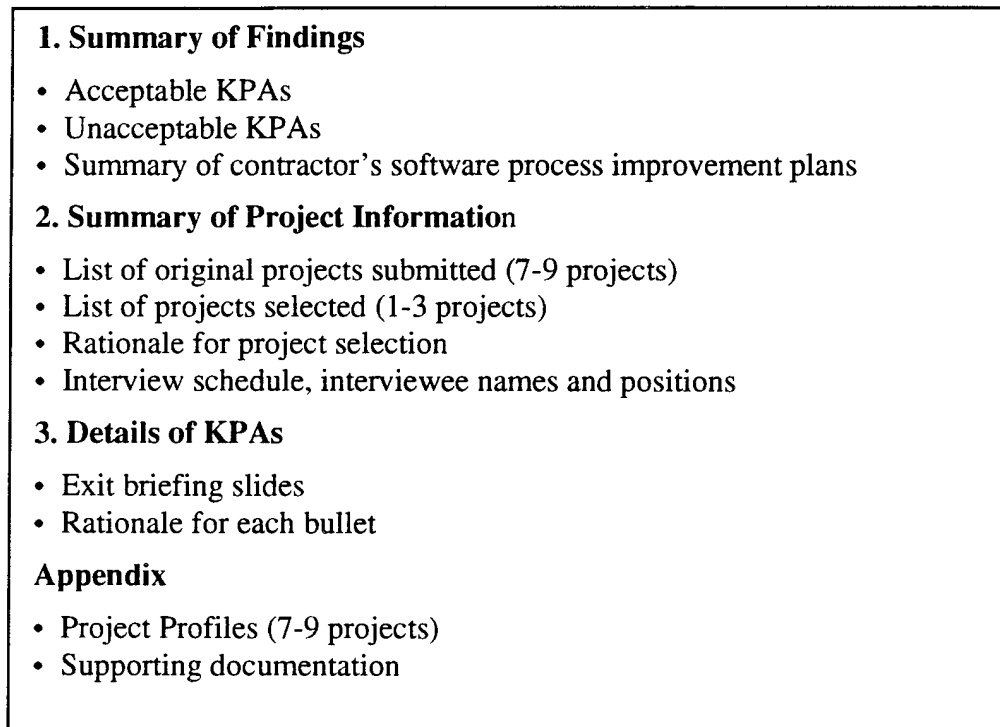 1. Summary of Findings
• Acceptable KPAs
• Unacceptable KPAs
• Summary of contractor's software process improvement plans
2. Summary of Project Information
• List of original projects submitted (7-9 projects)
• List of projects selected (1-3 projects)
• Rationale for project selection
• Interview schedule, interviewee names and positions
3. Details of KPAs
• Exit briefing slides
• Rationale for each bullet
Appendix
• Project Profiles (7-9 projects)
• Supporting documentation